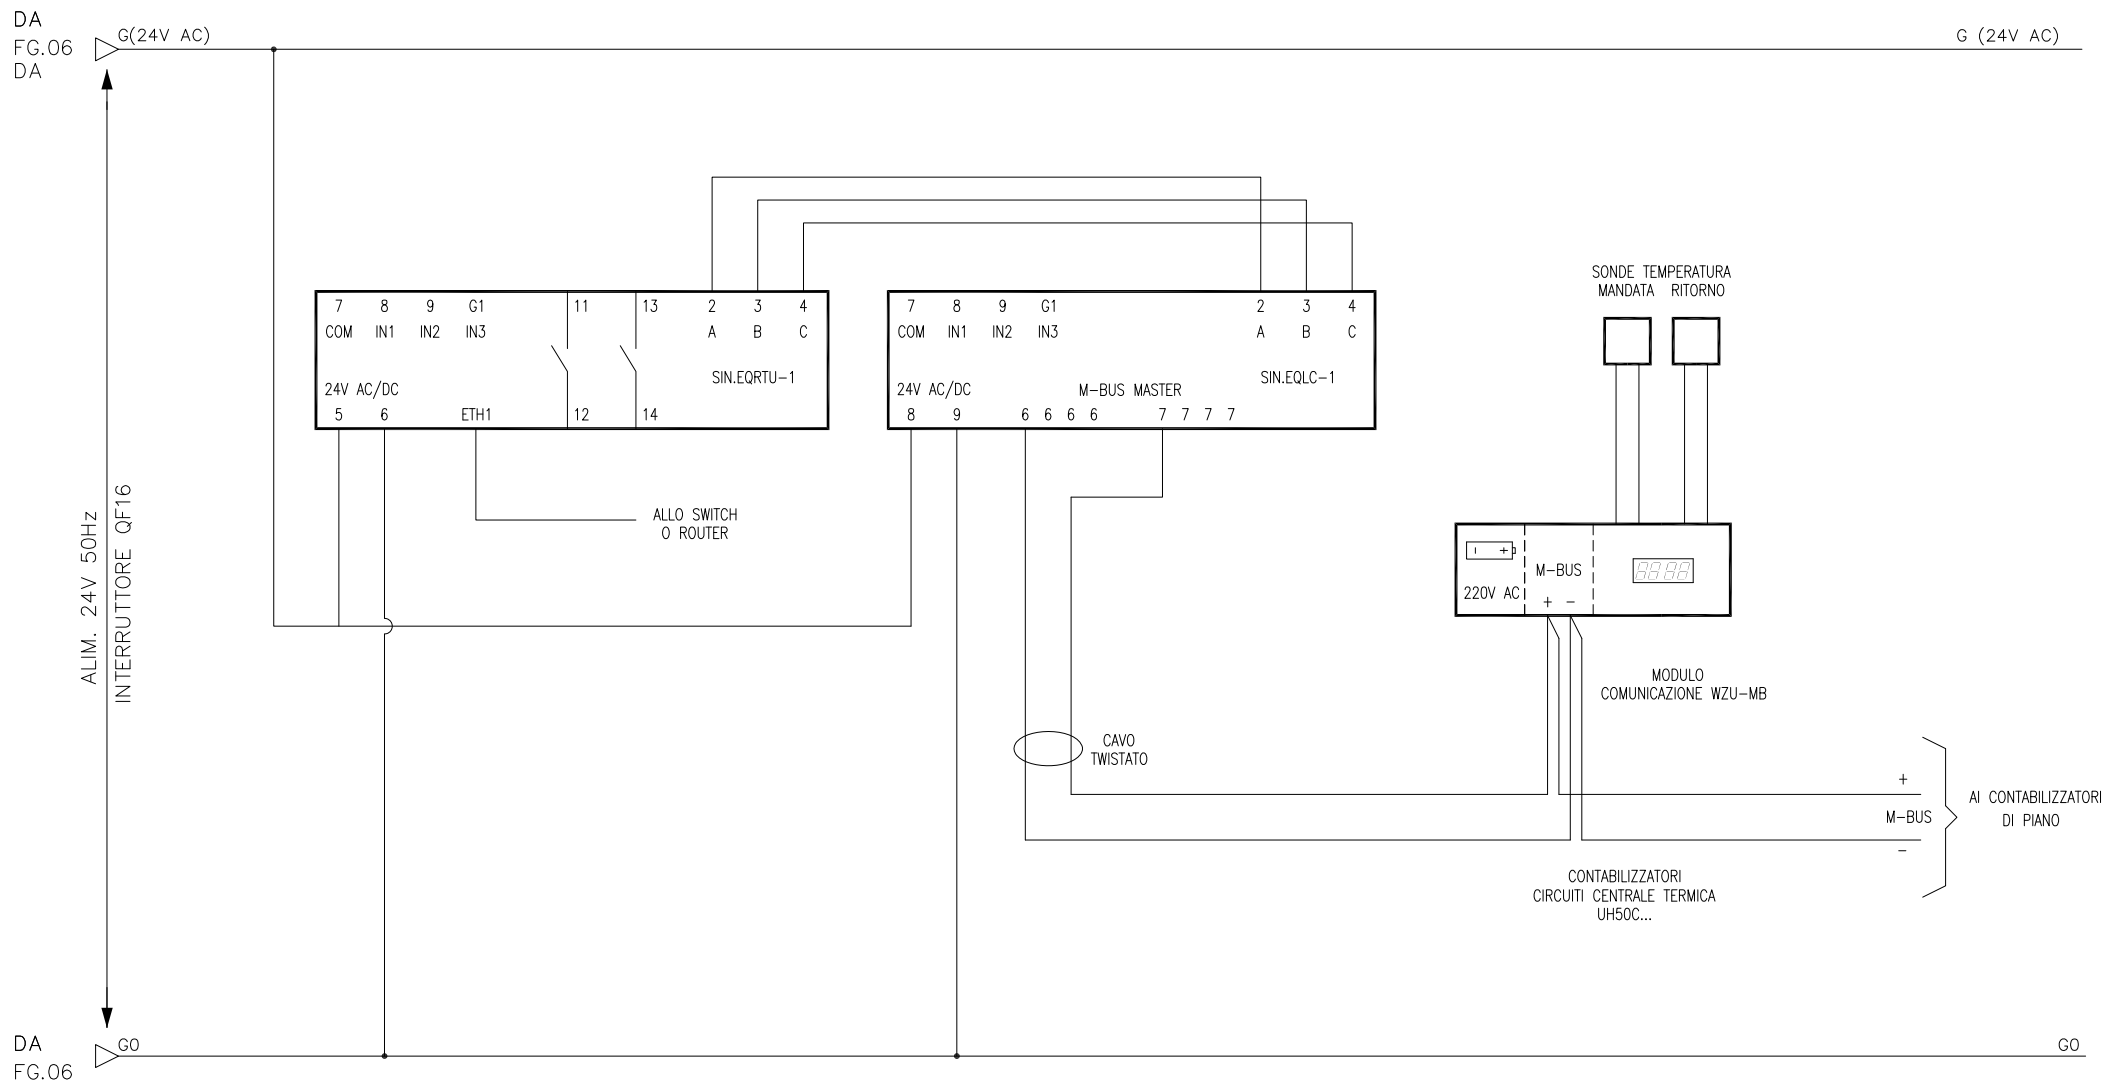 DA
FG.06
DA
G(24V AC)
G (24V AC)
ALIM. 24V 50Hz
INTERRUTTORE QF16
7 8 9 G1 11 13 2 3 4
COM IN1 IN2 IN3 A B C
SIN.EQRTU-1
24V AC/DC
5 6 ETH1 12 14
ALLO SWITCH
O ROUTER
7 8 9 G1 2 3 4
COM IN1 IN2 IN3 A B C
SIN.EQLC-1
24V AC/DC M-BUS MASTER
8 9 6 6 6 6 7 7 7 7
SONDE TEMPERATURA
MANDATA RITORNO
- +
M-BUS
8888
220V AC
+ -
MODULO
COMUNICAZIONE WZU-MB
CAVO
TWISTATO
+
M-BUS
-
AI CONTABILIZZATORI
DI PIANO
CONTABILIZZATORI
CIRCUITI CENTRALE TERMICA
UH50C...
DA
FG.06
G0
G0